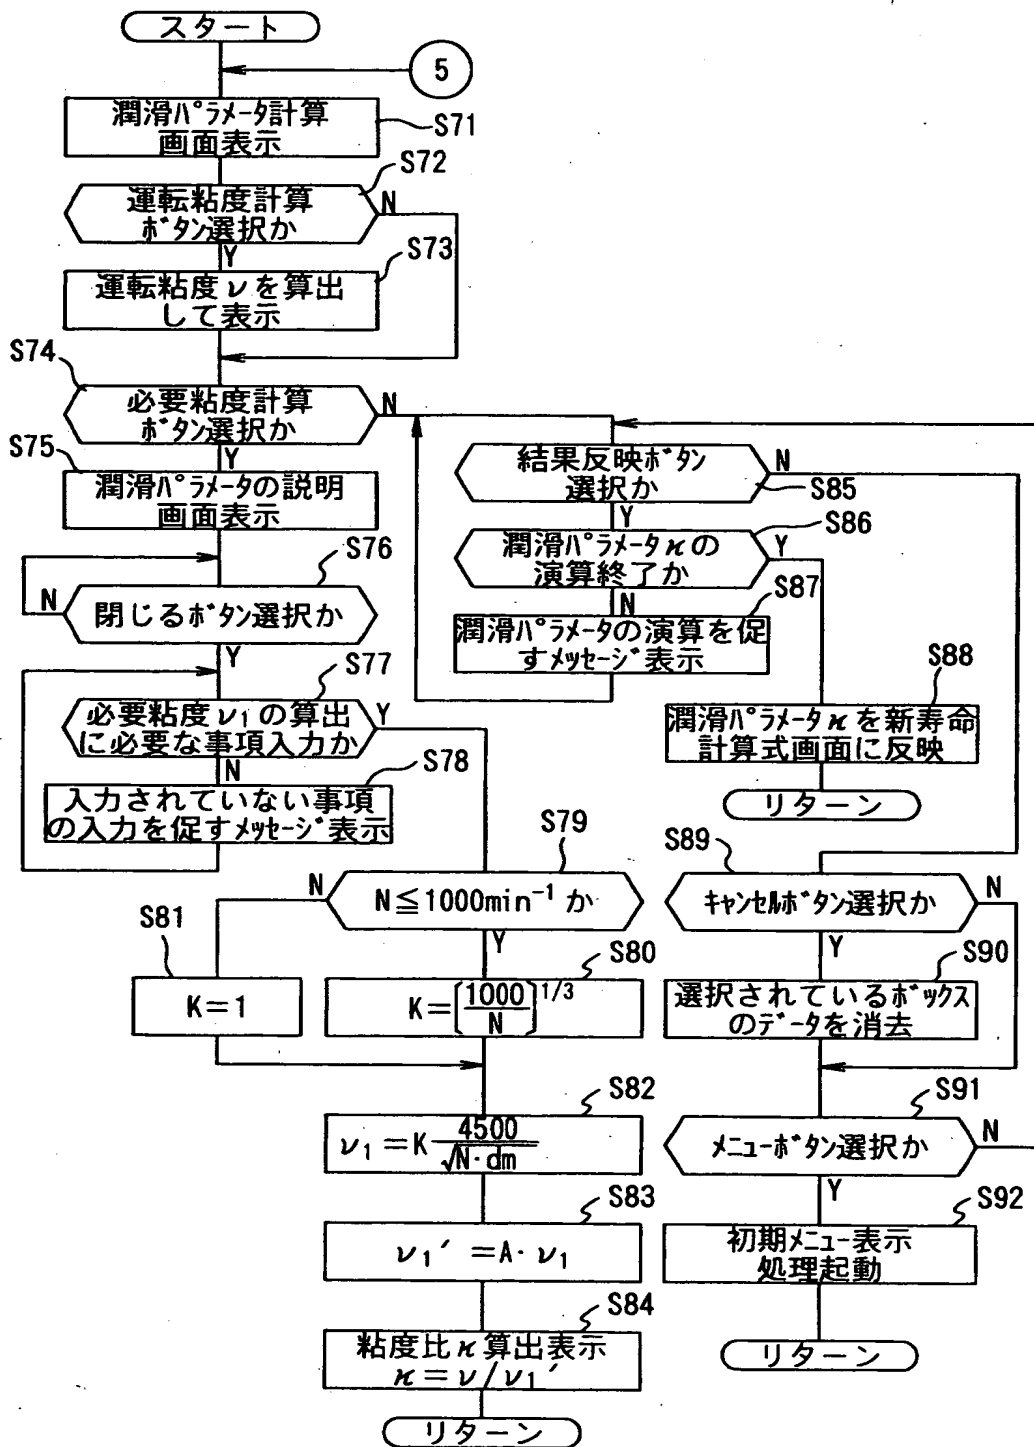 スタート
5
潤滑パラメータ計算
画面表示
S71
S72
運転粘度計算
ボタン選択か
N
Y
S73
運転粘度νを算出
して表示
S74
必要粘度計算
ボタン選択か
N
Y
S75
潤滑パラメータの説明
画面表示
S76
閉じるボタン選択か
N
Y
S77
必要粘度ν1の算出
に必要な事項入力か
Y
N
S78
入力されていない事項
の入力を促すメッセージ表示
S79
N≦1000min-1か
N
Y
S81
K=1
S80
K=[1000/N]1/3
S82
ν1=K 4500/√N·dm
S83
ν1′=A·ν1
S84
粘度比κ算出表示
κ=ν/ν1′
リターン
結果反映ボタン
選択か
N
S85
Y
S86
潤滑パラメータκの
演算終了か
Y
N
S87
潤滑パラメータの演算を促
すメッセージ表示
S88
潤滑パラメータκを新寿命
計算式画面に反映
リターン
S89
キャンセルボタン選択か
N
Y
S90
選択されているボックス
のデータを消去
S91
メニューボタン選択か
N
Y
S92
初期メニュー表示
処理起動
リターン